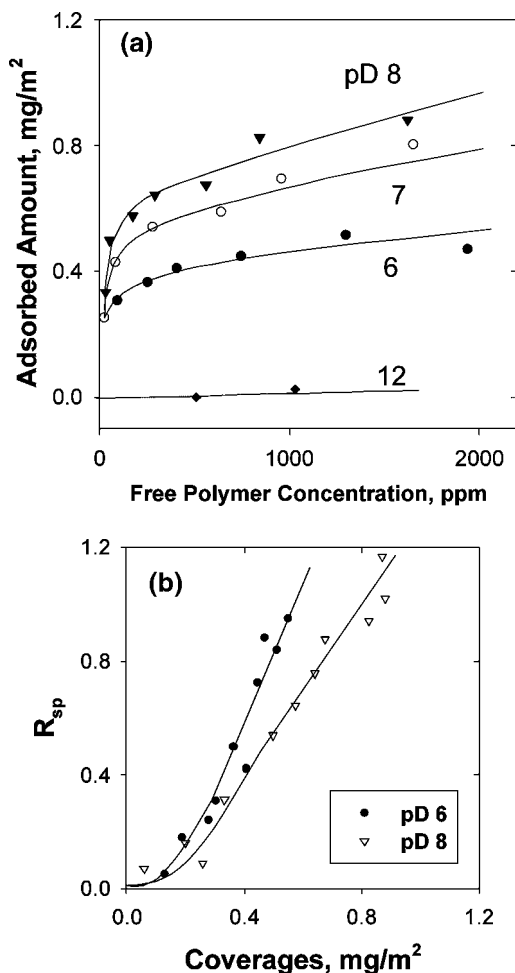 (a)
pD 8
7
6
12
1.2
0.8
0.4
0.0
Adsorbed Amount, mg/m²
0
1000
2000
Free Polymer Concentration, ppm
(b)
1.2
0.8
0.4
0.0
R_sp
pD 6
pD 8
0.0
0.4
0.8
1.2
Coverages, mg/m²